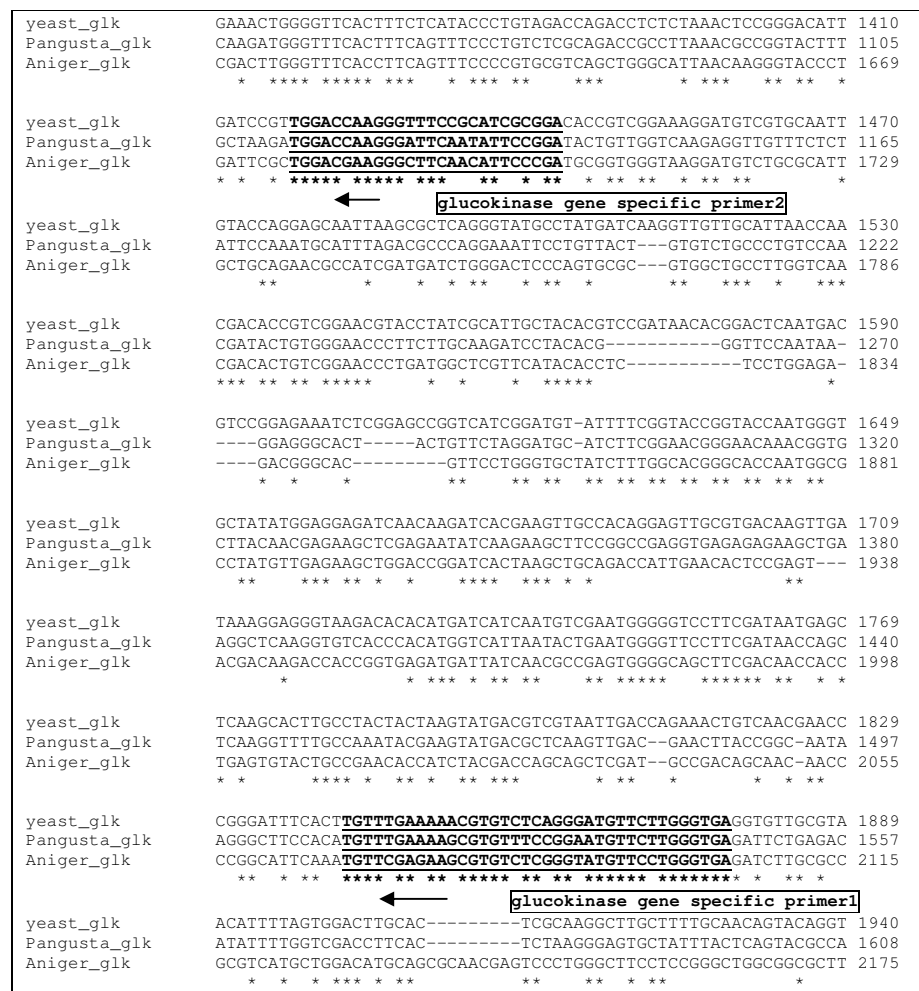 yeast_glk GAAACTGGGGTTCACTTTCTCATACCCTGTAGACCAGACCTCTCTAAACTCCGGGACATT 1410
Pangusta_glk CAAGATGGGTTTCACTTTCAGTTTCCCTGTCTCGCAGACCGCCTTAAACGCCGGTACTTT 1105
Aniger_glk CGACTTGGGTTTCACCTTCAGTTTCCCCGTGCGTCAGCTGGGCATTAACAAGGGTACCCT 1669
* **** ***** *** ** ** ** *** * *** ** *
yeast_glk GATCCGTTGGACCAAGGGTTTCCGCATCGCGGACACCGTCGGAAAGGATGTCGTGCAATT 1470
Pangusta_glk GCTAAGATGGACCAAGGGATTCAATATTCCGGATACTGTTGGTCAAGAGGTTGTTTCTCT 1165
Aniger_glk GATTCGCTGGACGAAGGGCTTCAACATTCCCGATGCGGTGGGTAAGGATGTCTGCGCATT 1729
* * * ***** ***** *** ** * ** * ** ** * ** ** *
glucokinase gene specific primer2
yeast_glk GTACCAGGAGCAATTAAGCGCTCAGGGTATGCCTATGATCAAGGTTGTTGCATTAACCAA 1530
Pangusta_glk ATTCCAAATGCATTTAGACGCCCAGGAAATTCCTGTTACT---GTGTCTGCCCTGTCCAA 1222
Aniger_glk GCTGCAGAACGCCATCGATGATCTGGGACTCCCAGTGCGC---GTGGCTGCCTTGGTCAA 1786
** * * * ** ** * * ** *** * ***
yeast_glk CGACACCGTCGGAACGTACCTATCGCATTGCTACACGTCCGATAACACGGACTCAATGAC 1590
Pangusta_glk CGATACTGTGGGAACCCTTCTTGCAAGATCCTACACG-----------GGTTCCAATAA- 1270
Aniger_glk CGACACTGTCGGAACCCTGATGGCTCGTTCATACACCTC-----------TCCTGGAGA- 1834
*** ** ** ***** * * * ***** *
yeast_glk GTCCGGAGAAATCTCGGAGCCGGTCATCGGATGT-ATTTTCGGTACCGGTACCAATGGGT 1649
Pangusta_glk ----GGAGGGCACT-----ACTGTTCTAGGATGC-ATCTTCGGAACGGGAACAAACGGTG 1320
Aniger_glk ----GACGGGCAC---------GTTCCTGGGTGCTATCTTTGGCACGGGCACCAATGGCG 1881
* * * ** ** ** ** ** ** ** ** ** ** **
yeast_glk GCTATATGGAGGAGATCAACAAGATCACGAAGTTGCCACAGGAGTTGCGTGACAAGTTGA 1709
Pangusta_glk CTTACAACGAGAAGCTCGAGAATATCAAGAAGCTTCCGGCCGAGGTGAGAGAGAAGCTGA 1380
Aniger_glk CCTATGTTGAGAAGCTGGACCGGATCACTAAGCTGCAGACCATTGAACACTCCGAGT--- 1938
** *** ** * * **** ** * * **
yeast_glk TAAAGGAGGGTAAGACACACATGATCATCAATGTCGAATGGGGGTCCTTCGATAATGAGC 1769
Pangusta_glk AGGCTCAAGGTGTCACCCACATGGTCATTAATACTGAATGGGGTTCCTTCGATAACCAGC 1440
Aniger_glk ACGACAAGACCACCGGTGAGATGATTATCAACGCCGAGTGGGGCAGCTTCGACAACCACC 1998
* * *** * ** ** ** ***** ****** ** * *
yeast_glk TCAAGCACTTGCCTACTACTAAGTATGACGTCGTAATTGACCAGAAACTGTCAACGAACC 1829
Pangusta_glk TCAAGGTTTTGCCAAATACGAAGTATGACGCTCAAGTTGAC--GAACTTACCGGC-AATA 1497
Aniger_glk TGAGTGTACTGCCGAACACCATCTACGACCAGCAGCTCGAT--GCCGACAGCAAC-AACC 2055
* * **** * ** * ** *** * ** * * * **
yeast_glk CGGGATTTCACTTGTTTGAAAAACGTGTCTCAGGGATGTTCTTGGGTGAGGTGTTGCGTA 1889
Pangusta_glk AGGGCTTCCACATGTTTGAAAAGCGTGTTTCCGGAATGTTCTTGGGTGAGATTCTGAGAC 1557
Aniger_glk CCGGCATTCAAATGTTCGAGAAGCGTGTCTCGGGTATGTTCCTGGGTGAGATCTTGCGCC 2115
** * ** **** ** ** ***** ** ** ****** ******* * ** *
glucokinase gene specific primer1
yeast_glk ACATTTTAGTGGACTTGCAC---------TCGCAAGGCTTGCTTTTGCAACAGTACAGGT 1940
Pangusta_glk ATATTTTGGTCGACCTTCAC---------TCTAAGGGAGTGCTATTTACTCAGTACGCCA 1608
Aniger_glk GCGTCATGCTGGACATGCAGCGCAACGAGTCCCTGGGCTTCCTCCGGGCTGGCGGCGCTT 2175
* * * *** * ** ** ** * ** *